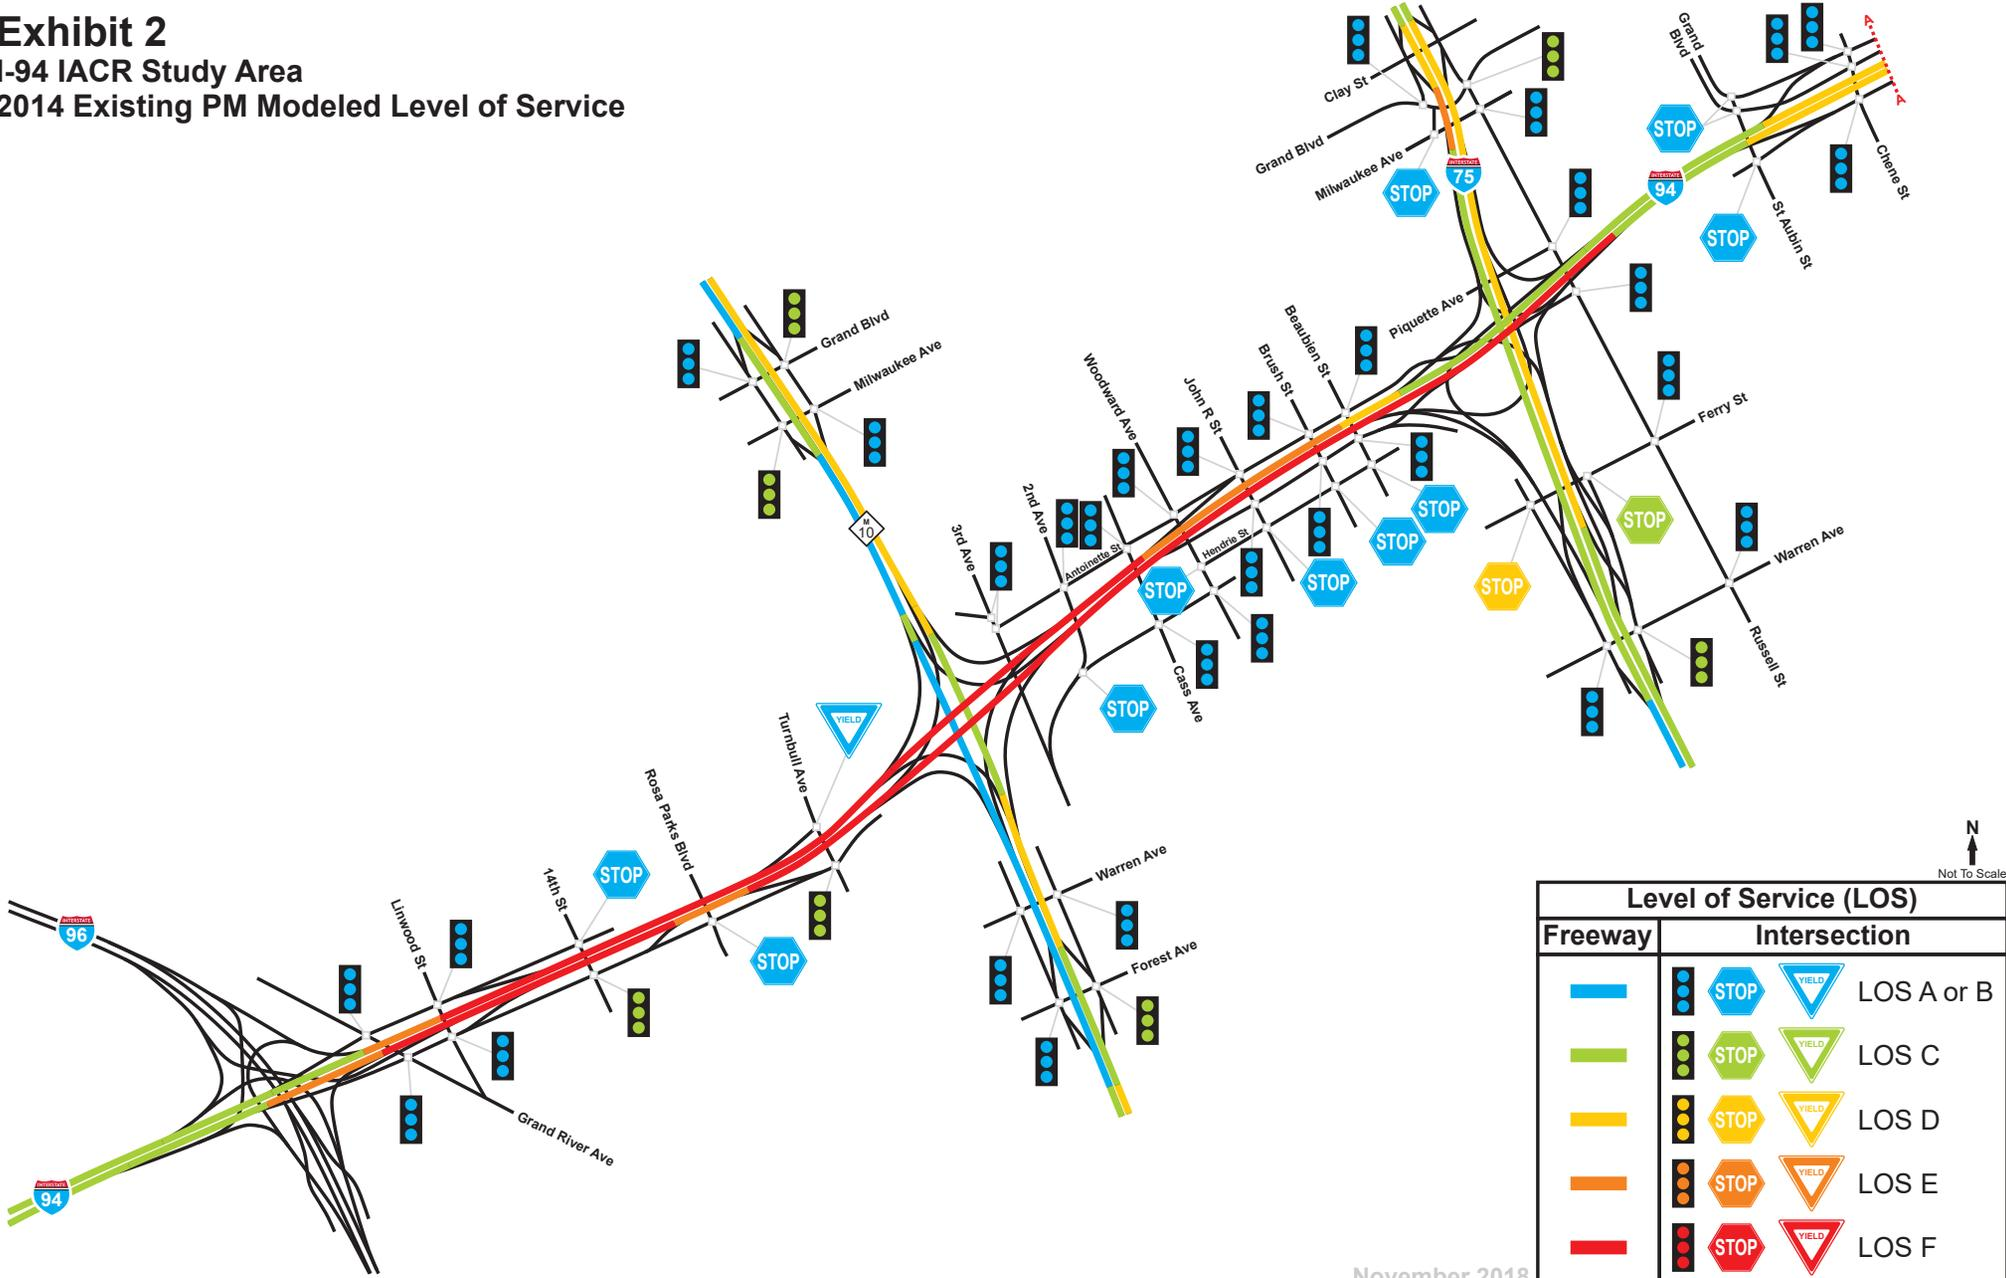 Exhibit 2
I-94 IACR Study Area
2014 Existing PM Modeled Level of Service
Clay St
Grand Blvd
Milwaukee Ave
STOP
INTERSTATE
75
Grand
Blvd
A
A
STOP
INTERSTATE
94
Chene St
St Aubin St
STOP
Piquette Ave
Grand Blvd
Milwaukee Ave
M
10
Beaubien St
Brush St
John R St
Woodward Ave
2nd Ave
3rd Ave
Antoinette St
Hendrie St
STOP
STOP
STOP
STOP
STOP
Cass Ave
Ferry St
STOP
STOP
Warren Ave
Russell St
YIELD
Turnbull Ave
Rosa Parks Blvd
14th St
STOP
Linwood St
STOP
INTERSTATE
96
Grand River Ave
INTERSTATE
94
Warren Ave
Forest Ave
N
Not To Scale
Level of Service (LOS)
Freeway
Intersection
STOP YIELD LOS A or B
STOP YIELD LOS C
STOP YIELD LOS D
STOP YIELD LOS E
STOP YIELD LOS F
November 2018